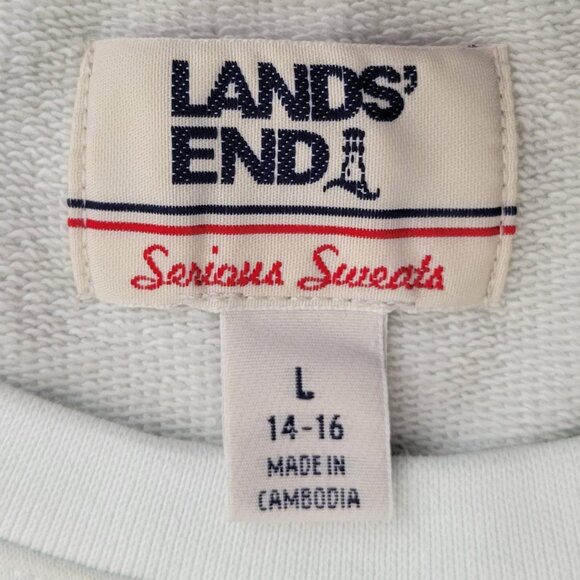 LANDS'
END
Serious Sweats
L
14-16
MADE IN
CAMBODIA